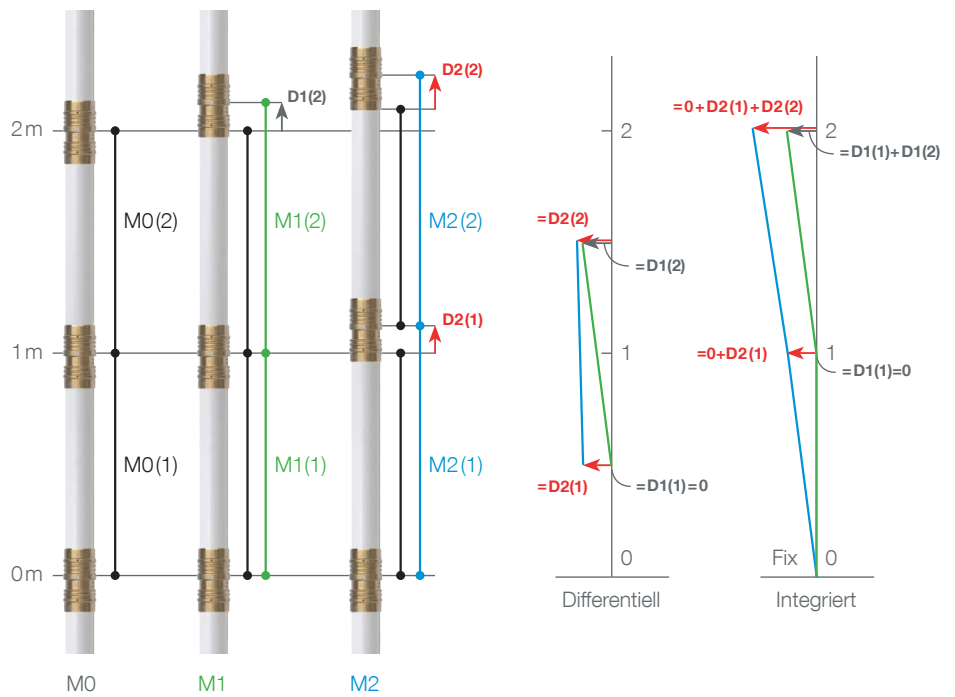 2 m
1 m
0 m
M0(2)
M0(1)
M0
D1(2)
M1(2)
M1(1)
M1
D2(2)
M2(2)
D2(1)
M2(1)
M2
=D2(2)
=D1(2)
=D2(1)
=D1(1)=0
2
1
0
Differentiell
=0+D2(1)+D2(2)
=D1(1)+D1(2)
=0+D2(1)
=D1(1)=0
2
1
Fix 0
Integriert